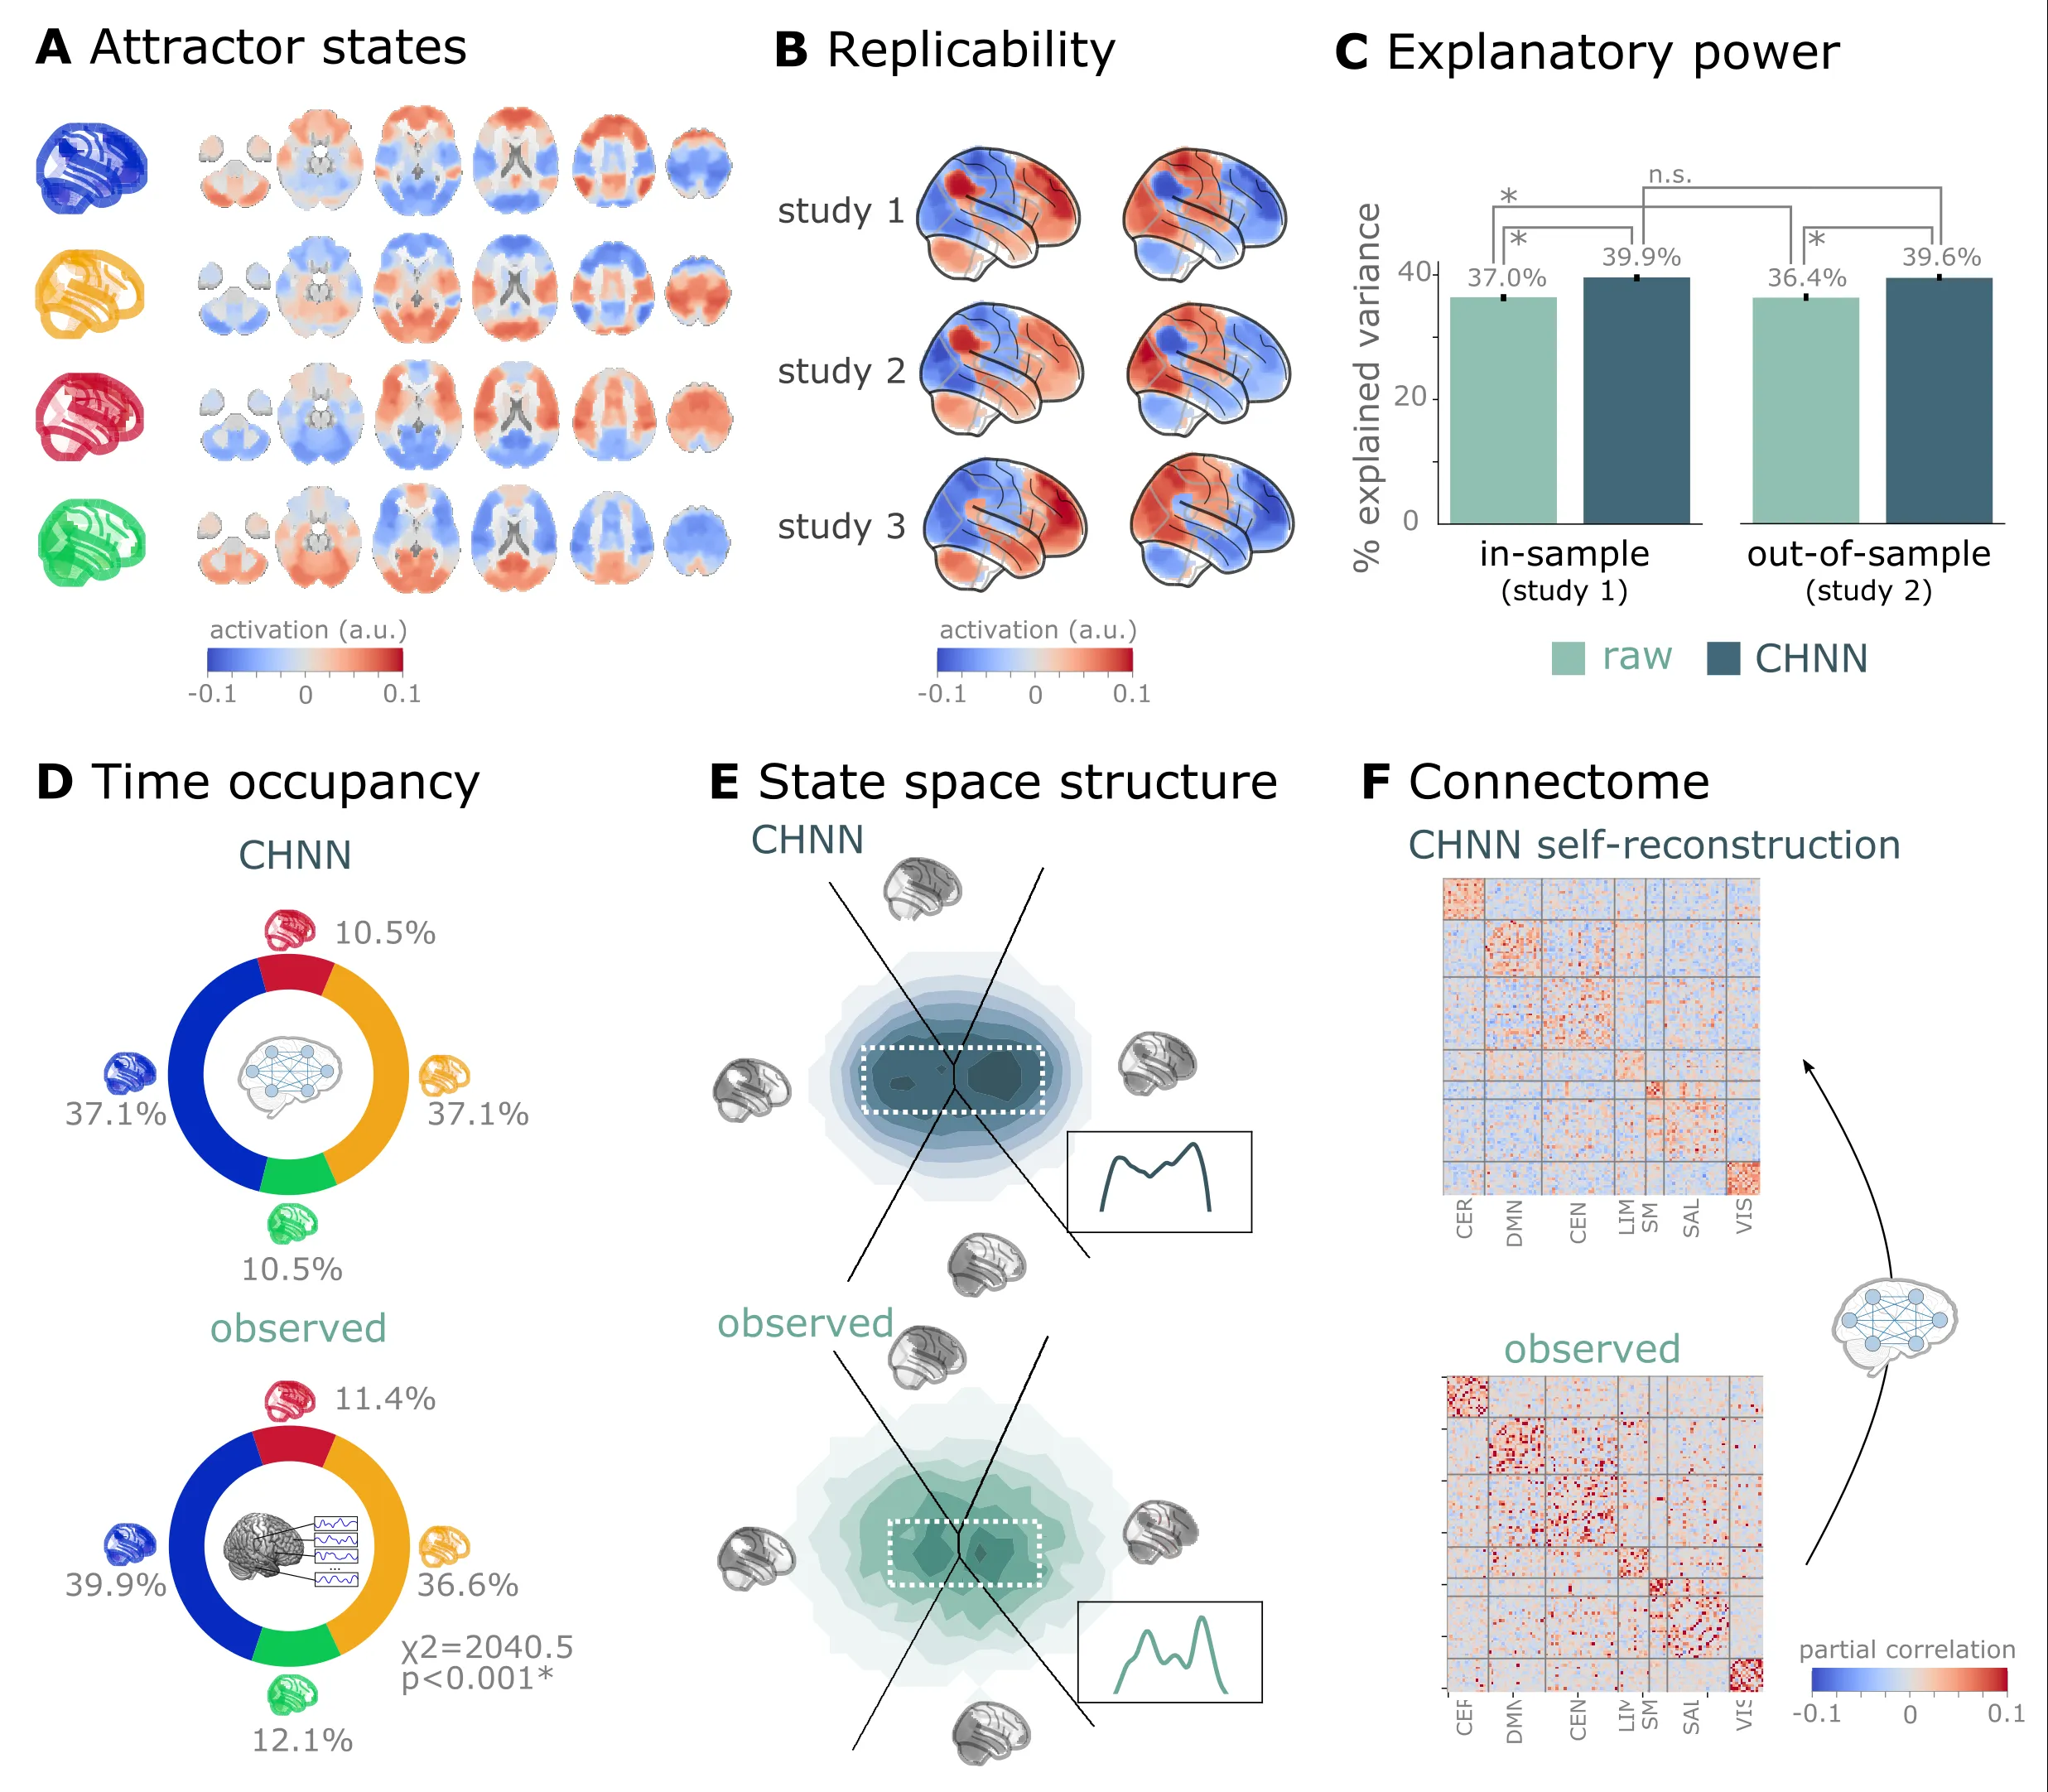 A Attractor states
activation (a.u.)
-0.1 0 0.1
B Replicability
study 1
study 2
study 3
activation (a.u.)
-0.1 0 0.1
C Explanatory power
% explained variance
40
20
0
n.s.
*
*
*
37.0%
39.9%
36.4%
39.6%
in-sample
(study 1)
out-of-sample
(study 2)
raw
CHNN
D Time occupancy
CHNN
10.5%
37.1%
37.1%
10.5%
observed
11.4%
39.9%
36.6%
χ2=2040.5
p<0.001*
12.1%
...
E State space structure
CHNN
observed
F Connectome
CHNN self-reconstruction
CER DMN CEN LIM SM SAL VIS
observed
CER DMN CEN LIM SM SAL VIS
partial correlation
-0.1 0 0.1